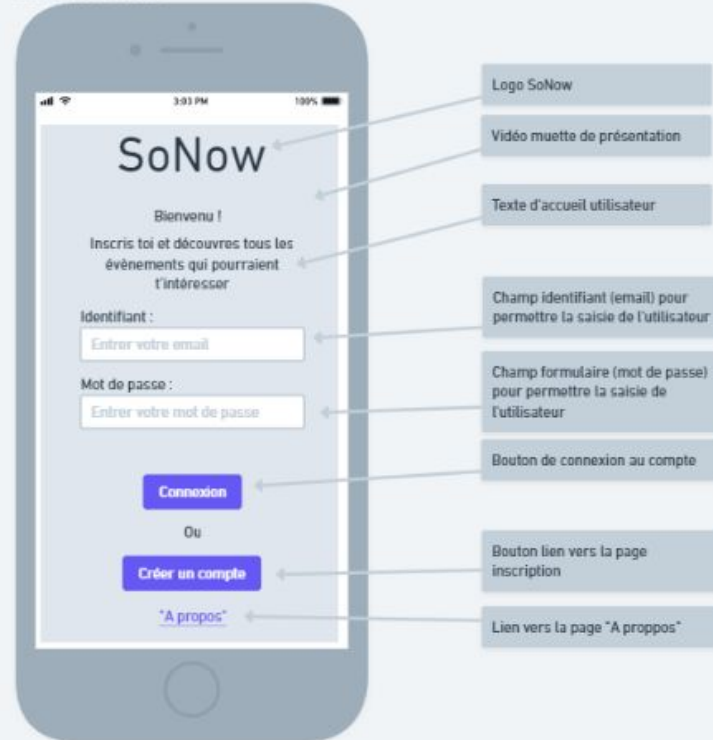 3:03 PM
100%
SoNow
Bienvenu !
Inscris toi et découvres tous les
évènements qui pourraient
t'intéresser
Identifiant :
Entrer votre email
Mot de passe :
Entrer votre mot de passe
Connexion
Ou
Créer un compte
"A propos"
Logo SoNow
Vidéo muette de présentation
Texte d'accueil utilisateur
Champ identifiant (email) pour
permettre la saisie de l'utilisateur
Champ formulaire (mot de passe)
pour permettre la saisie de
l'utilisateur
Bouton de connexion au compte
Bouton lien vers la page
inscription
Lien vers la page "A proppos"